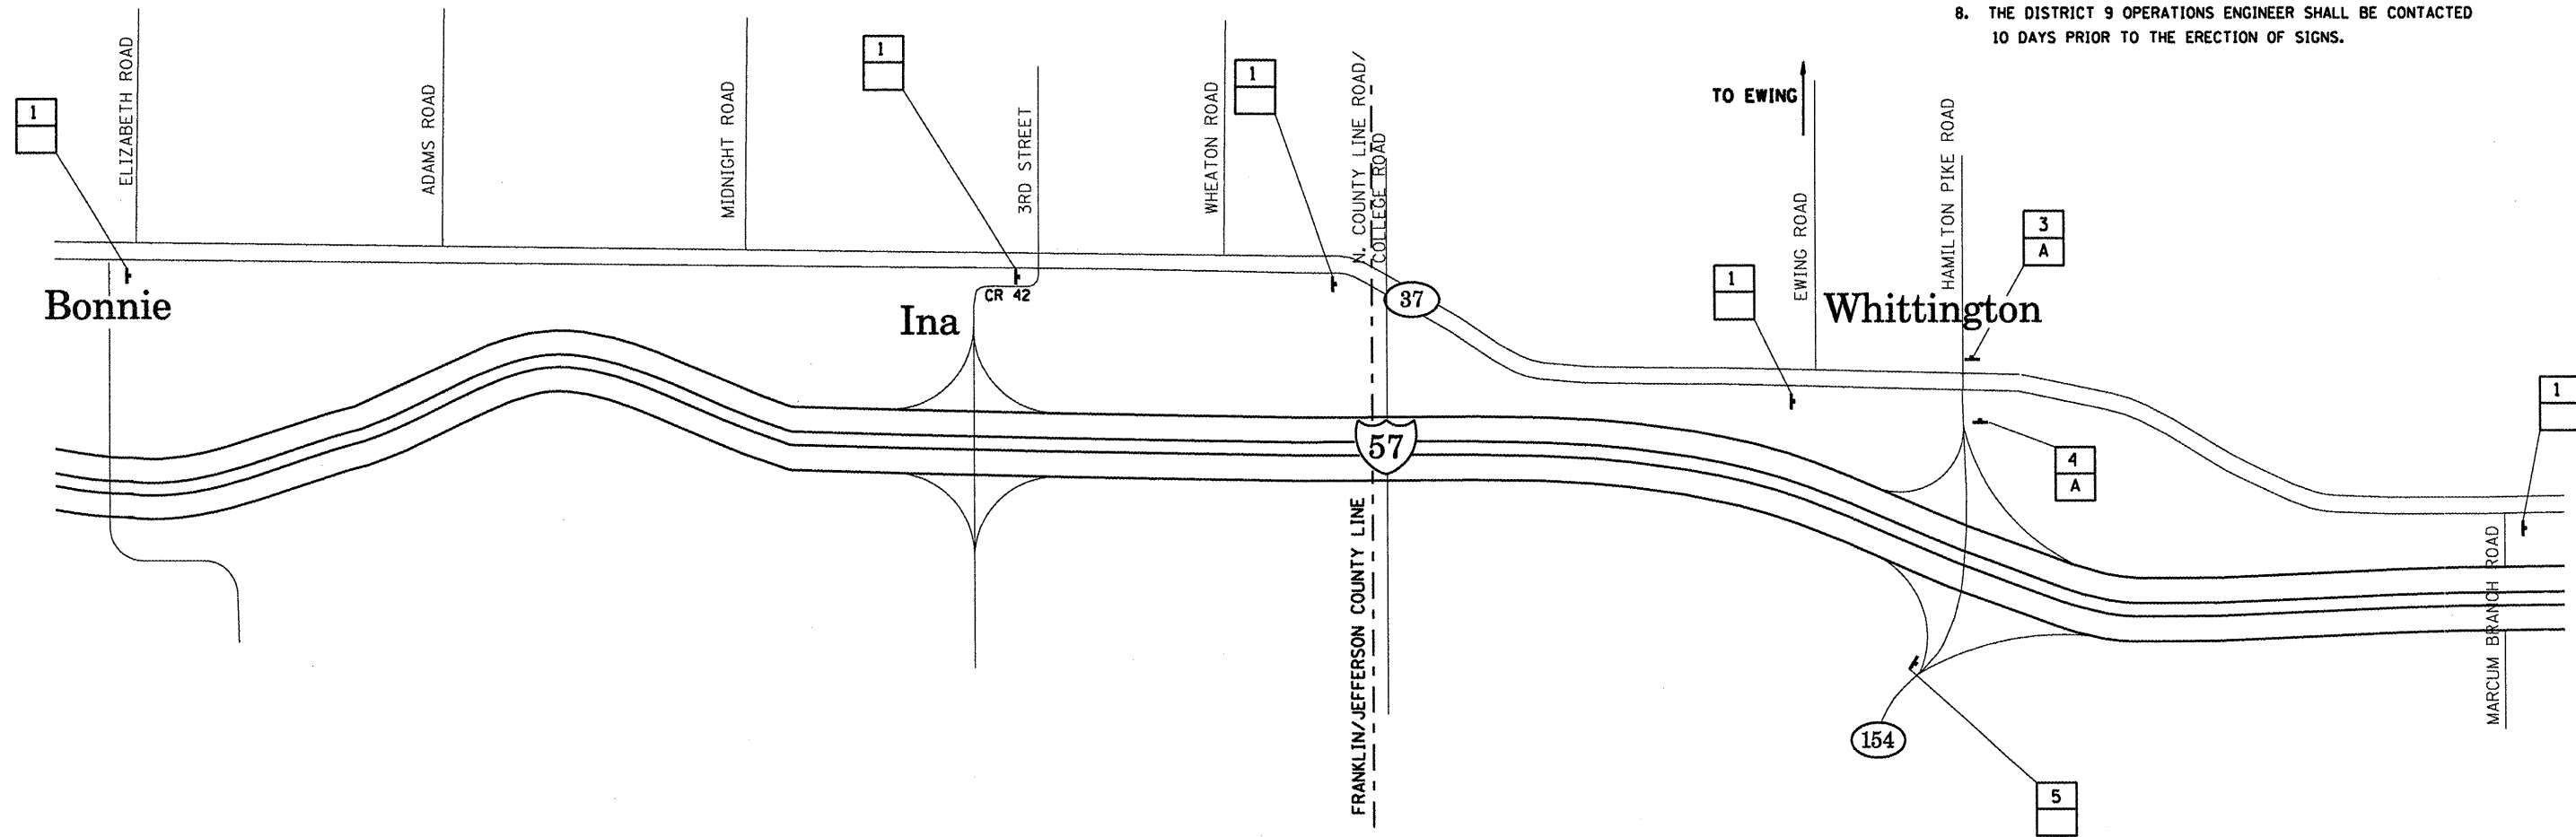 8. THE DISTRICT 9 OPERATIONS ENGINEER SHALL BE CONTACTED
10 DAYS PRIOR TO THE ERECTION OF SIGNS.
1
ELIZABETH ROAD
ADAMS ROAD
MIDNIGHT ROAD
1
3RD STREET
WHEATON ROAD
1
N. COUNTY LINE ROAD/
COLLEGE ROAD
TO EWING
EWING ROAD
HAMILTON PIKE ROAD
3
A
1
1
Bonnie
CR 42
Ina
37
Whittington
57
4
A
FRANKLIN/JEFFERSON COUNTY LINE
MARCUM BRANCH ROAD
154
5